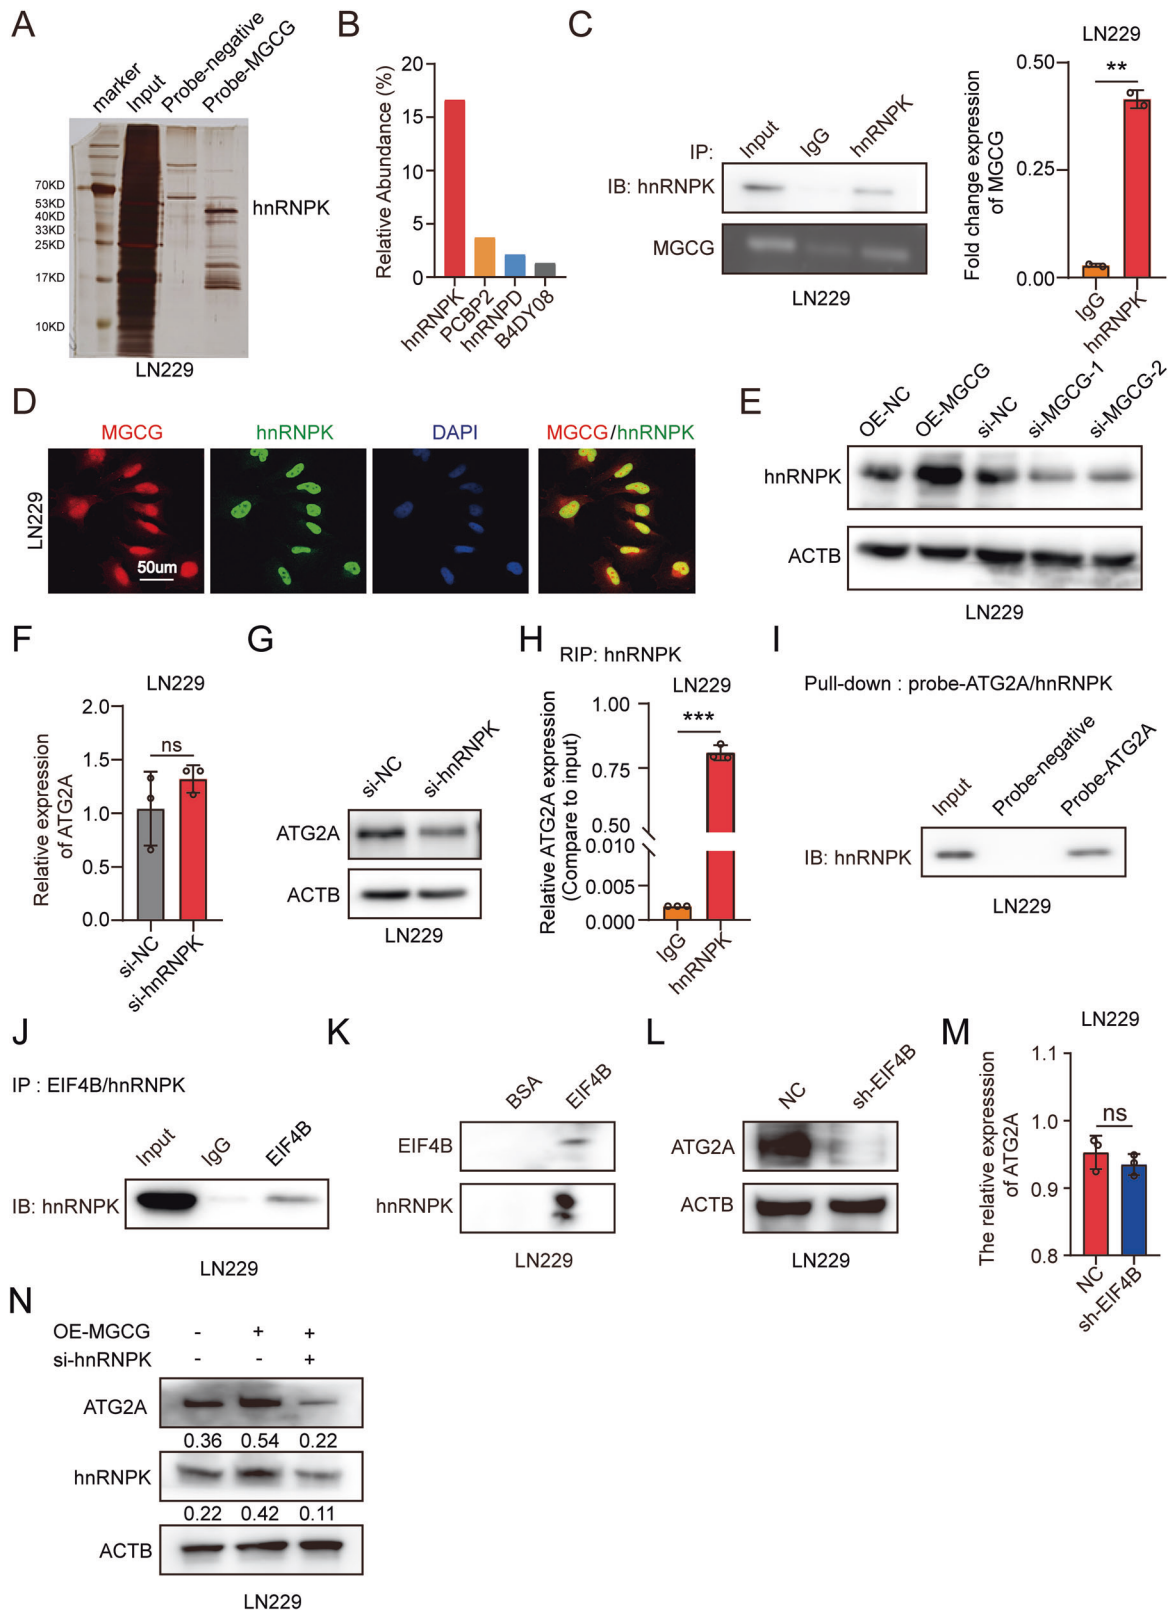 A
marker
Input
Probe-negative
Probe-MGCG
70KD
53KD
40KD
33KD
25KD
17KD
10KD
hnRNPK
LN229
B
Relative Abundance (%)
20
15
10
5
0
hnRNPK
PCBP2
hnRNPD
B4DY08
C
IP:
Input
IgG
hnRNPK
IB: hnRNPK
MGCG
LN229
LN229
Fold change expression
of MGCG
0.50
0.25
0.00
**
IgG
hnRNPK
D
MGCG
hnRNPK
DAPI
MGCG/hnRNPK
LN229
50um
E
OE-NC
OE-MGCG
si-NC
si-MGCG-1
si-MGCG-2
hnRNPK
ACTB
LN229
F
LN229
Relative expression
of ATG2A
2.0
1.5
1.0
0.5
0.0
ns
si-NC
si-hnRNPK
G
si-NC
si-hnRNPK
ATG2A
ACTB
LN229
H
RIP: hnRNPK
LN229
Relative ATG2A expression
(Compare to input)
1.00
0.75
0.50
0.010
0.005
0.000
***
IgG
hnRNPK
I
Pull-down : probe-ATG2A/hnRNPK
Input
Probe-negative
Probe-ATG2A
IB: hnRNPK
LN229
J
IP : EIF4B/hnRNPK
Input
IgG
EIF4B
IB: hnRNPK
LN229
K
BSA
EIF4B
EIF4B
hnRNPK
LN229
L
NC
sh-EIF4B
ATG2A
ACTB
LN229
M
LN229
The relative expresssion
of ATG2A
1.1
1.0
0.9
0.8
ns
NC
sh-EIF4B
N
OE-MGCG - + +
si-hnRNPK - - +
ATG2A
0.36 0.54 0.22
hnRNPK
0.22 0.42 0.11
ACTB
LN229